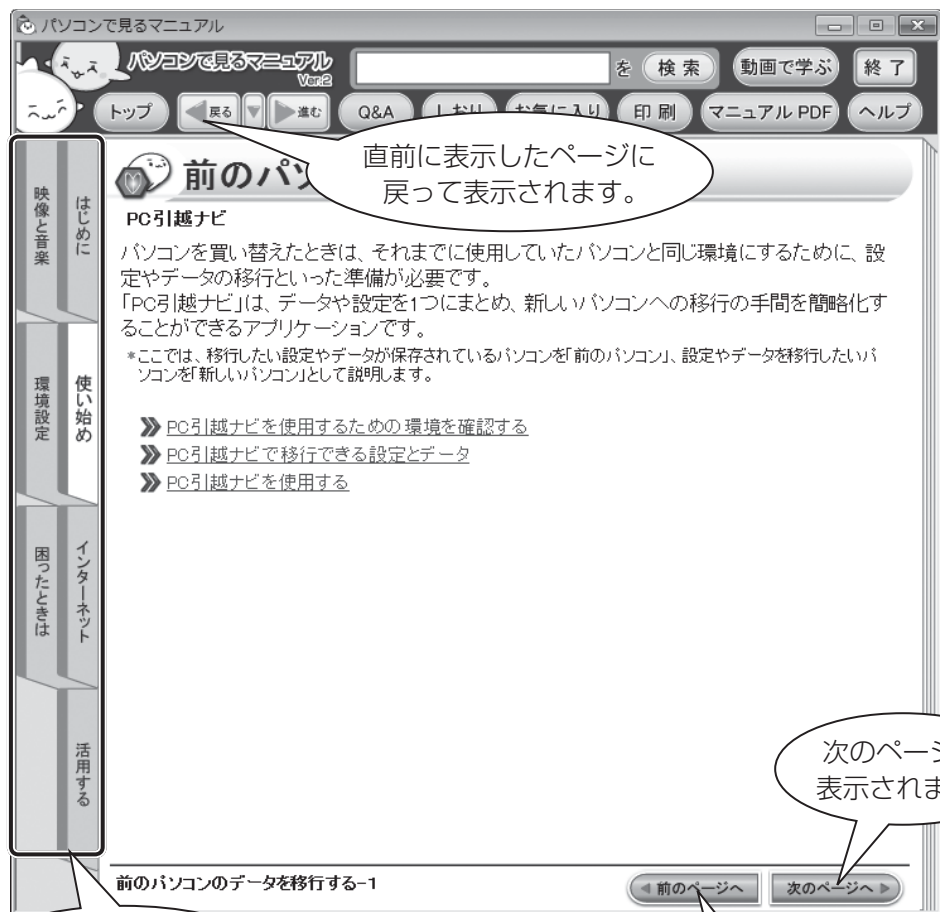 パソコンで見るマニュアル
パソコンで見るマニュアル
Ver.2
を 検索 動画で学ぶ 終了
トップ 戻る 進む Q&A しおり お気に入り 印刷 マニュアル PDF ヘルプ
直前に表示したページに
戻って表示されます。
前のパソ
映像と音楽
はじめに
環境設定
使い始め
困ったときは
インターネット
活用する
PC引越ナビ
パソコンを買い替えたときは、それまでに使用していたパソコンと同じ環境にするために、設
定やデータの移行といった準備が必要です。
「PC引越ナビ」は、データや設定を1つにまとめ、新しいパソコンへの移行の手間を簡略化す
ることができるアプリケーションです。
*ここでは、移行したい設定やデータが保存されているパソコンを「前のパソコン」、設定やデータを移行したいパ
ソコンを「新しいパソコン」として説明します。
PC引越ナビを使用するための環境を確認する
PC引越ナビで移行できる設定とデータ
PC引越ナビを使用する
次のページ
表示されま
前のパソコンのデータを移行する-1
前のページへ 次のページへ